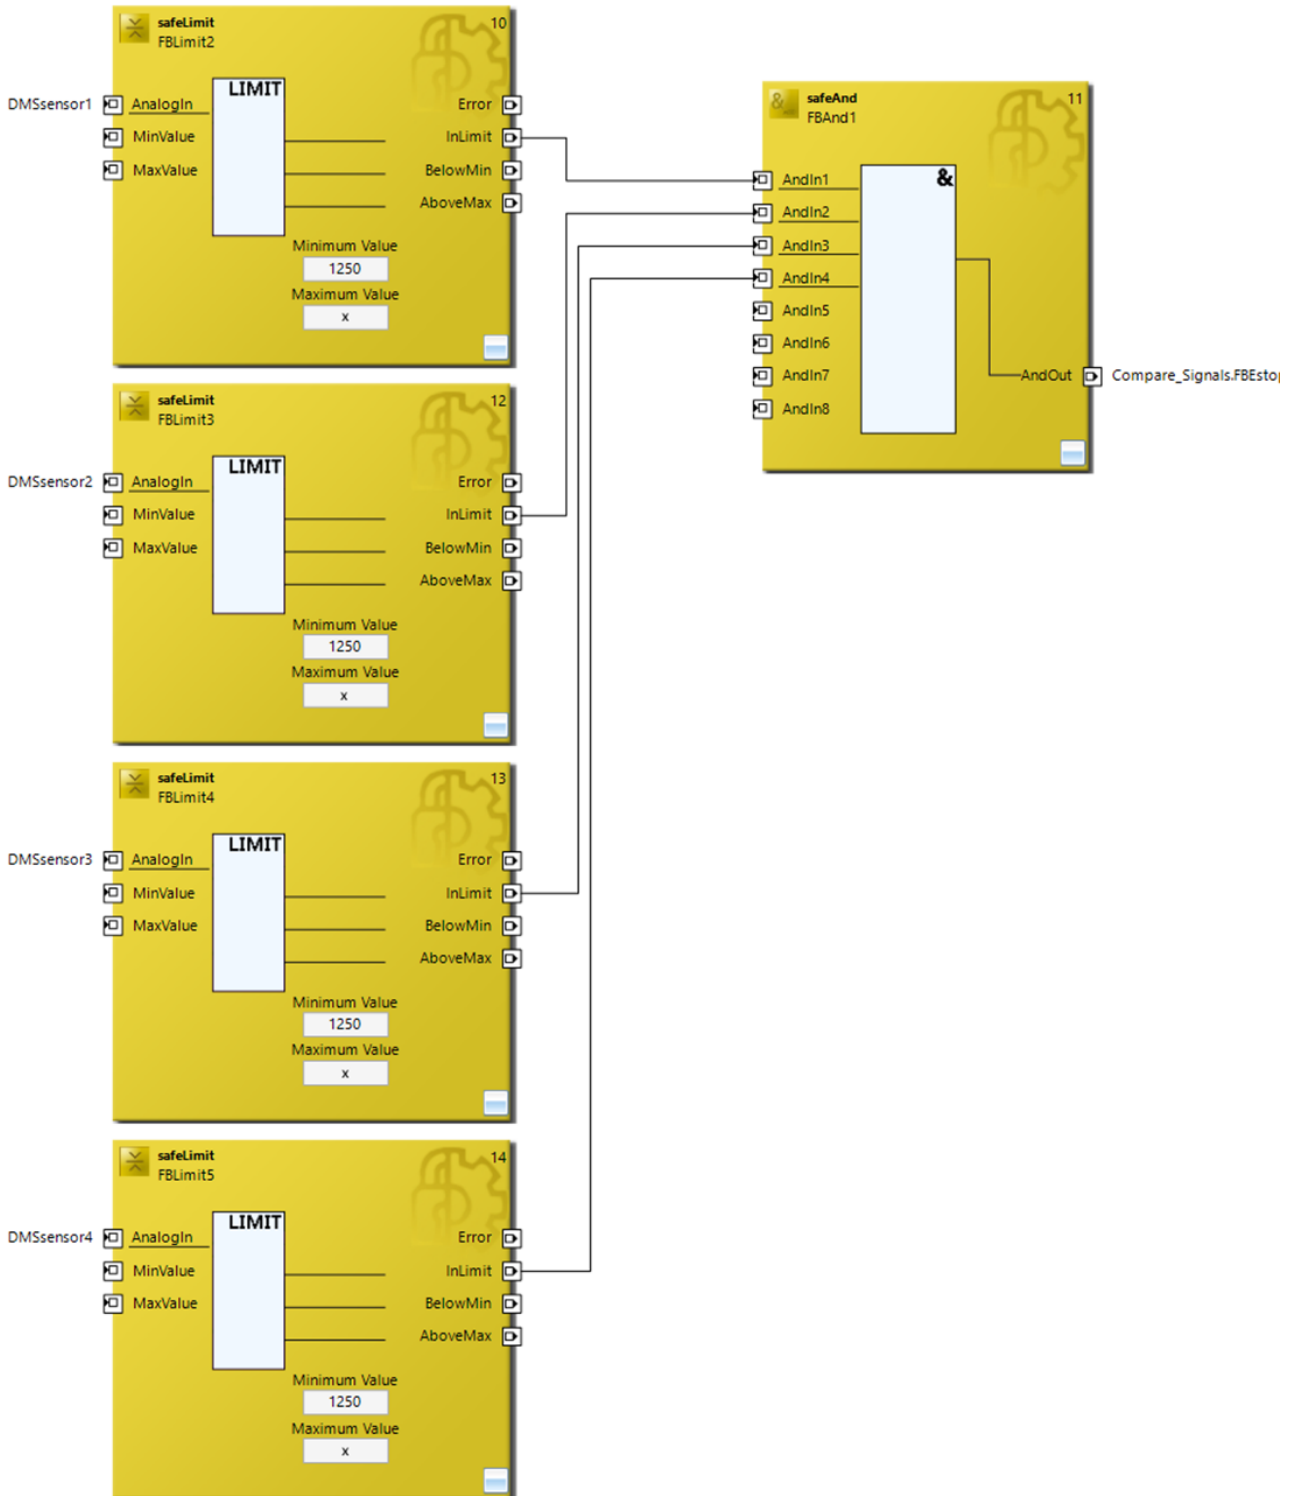 safeLimit 10
FBLimit2
LIMIT
DMSsensor1 AnalogIn Error
MinValue InLimit
MaxValue BelowMin
AboveMax
Minimum Value
1250
Maximum Value
x
safeAnd 11
FBAnd1
&
AndIn1
AndIn2
AndIn3
AndIn4
AndIn5
AndIn6
AndIn7
AndOut Compare_Signals.FBEstop
AndIn8
safeLimit 12
FBLimit3
LIMIT
DMSsensor2 AnalogIn Error
MinValue InLimit
MaxValue BelowMin
AboveMax
Minimum Value
1250
Maximum Value
x
safeLimit 13
FBLimit4
LIMIT
DMSsensor3 AnalogIn Error
MinValue InLimit
MaxValue BelowMin
AboveMax
Minimum Value
1250
Maximum Value
x
safeLimit 14
FBLimit5
LIMIT
DMSsensor4 AnalogIn Error
MinValue InLimit
MaxValue BelowMin
AboveMax
Minimum Value
1250
Maximum Value
x